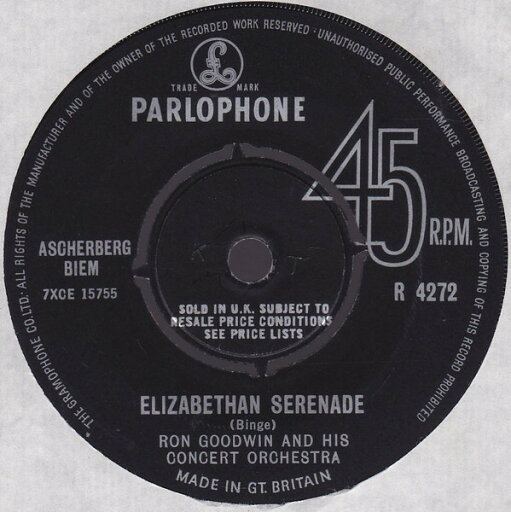 THE GRAMOPHONE CO. LTD. · ALL RIGHTS OF THE MANUFACTURER AND OF THE OWNER OF THE RECORDED WORK RESERVED · UNAUTHORISED PUBLIC PERFORMANCE BROADCASTING AND COPYING OF THIS RECORD PROHIBITED
£
TRADE MARK
PARLOPHONE
45
R.P.M.
ASCHERBERG
BIEM
7XCE 15755
R 4272
SOLD IN U.K. SUBJECT TO
RESALE PRICE CONDITIONS
SEE PRICE LISTS
ELIZABETHAN SERENADE
(Binge)
RON GOODWIN AND HIS
CONCERT ORCHESTRA
MADE IN GT. BRITAIN